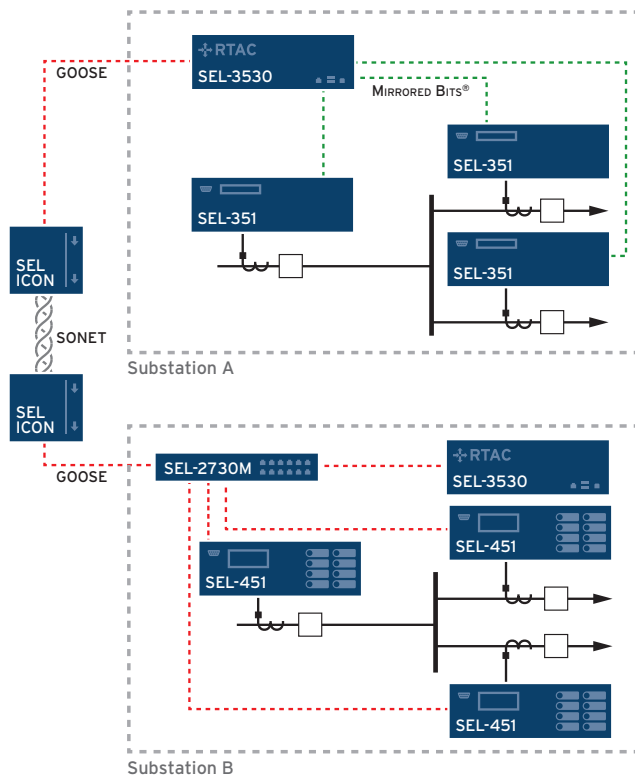 RTAC
SEL-3530
GOOSE
MIRRORED BITS®
SEL-351
SEL-351
SEL-351
SEL
ICON
SONET
Substation A
SEL
ICON
GOOSE
SEL-2730M
RTAC
SEL-3530
SEL-451
SEL-451
SEL-451
Substation B